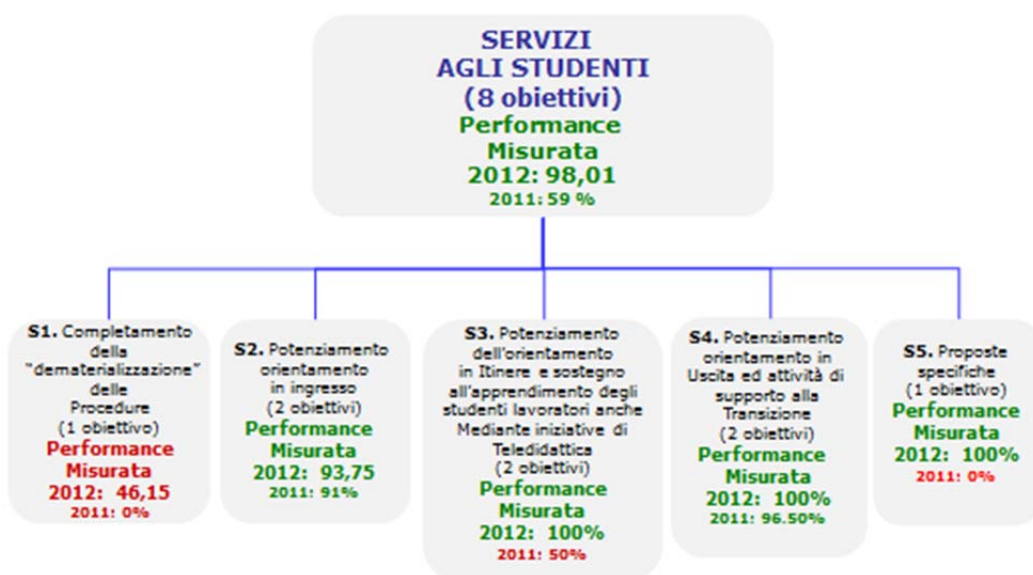 SERVIZI
AGLI STUDENTI
(8 obiettivi)
Performance
Misurata
2012: 98,01
2011: 59 %
S1. Completamento
della
"dematerializzazione"
delle
Procedure
(1 obiettivo)
Performance
Misurata
2012: 46,15
2011: 0%
S2. Potenziamento
orientamento
in ingresso
(2 obiettivi)
Performance
Misurata
2012: 93,75
2011: 91%
S3. Potenziamento
dell'orientamento
in Itinere e sostegno
all'apprendimento degli
studenti lavoratori anche
Mediante iniziative di
Teledidattica
(2 obiettivi)
Performance
Misurata
2012: 100%
2011: 50%
S4. Potenziamento
orientamento in
Uscita ed attività di
supporto alla
Transizione
(2 obiettivi)
Performance
Misurata
2012: 100%
2011: 96.50%
S5. Proposte
specifiche
(1 obiettivo)
Performance
Misurata
2012: 100%
2011: 0%